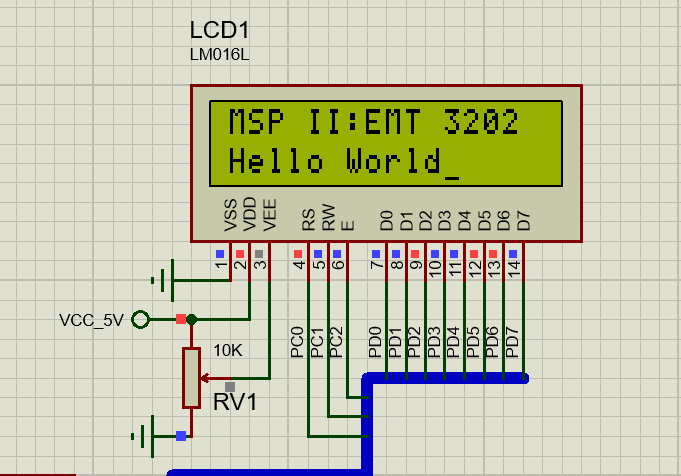 LCD1
LM016L
MSP II:EMT 3202
Hello World_
VSS VDD VEE RS RW E D0 D1 D2 D3 D4 D5 D6 D7
1 2 3 4 5 6 7 8 9 10 11 12 13 14
VCC_5V
PC0 PC1 PC2 PD0 PD1 PD2 PD3 PD4 PD5 PD6 PD7
10K
RV1